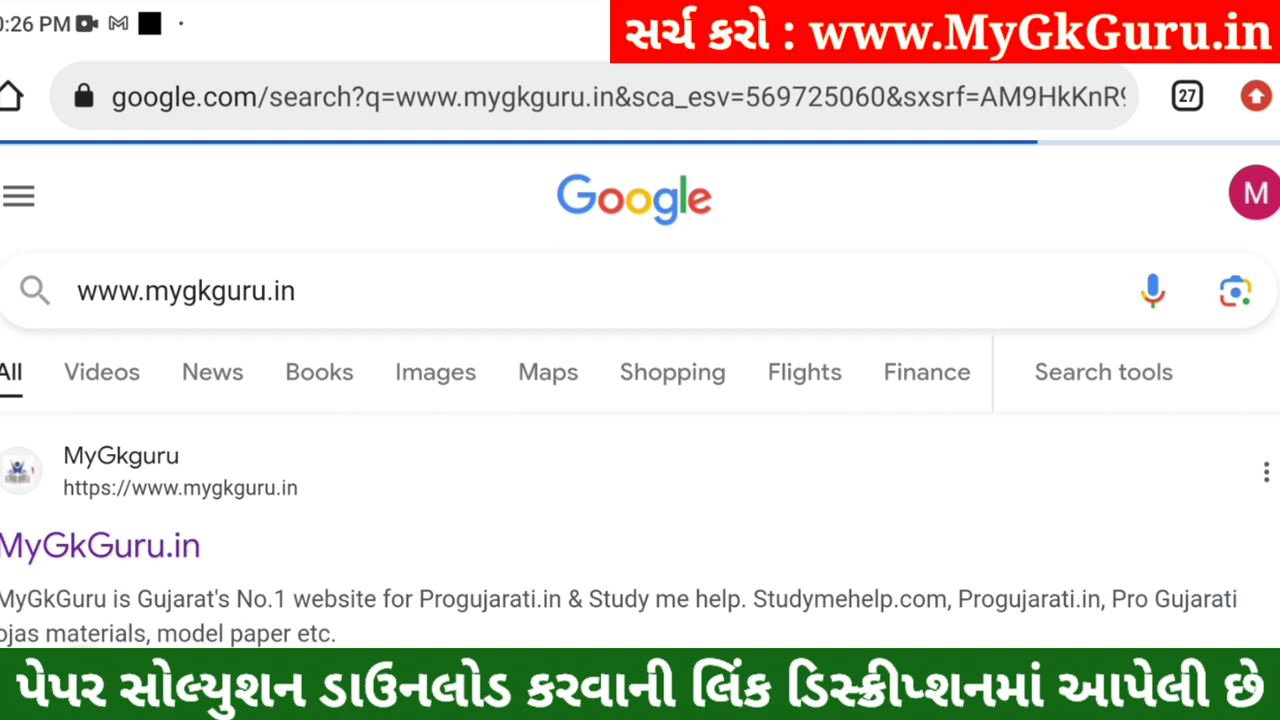 :26 PM
સર્ચ કરો : www.MyGkGuru.in
google.com/search?q=www.mygkguru.in&sca_esv=569725060&sxsrf=AM9HkKnR9
27
Google
M
www.mygkguru.in
All Videos News Books Images Maps Shopping Flights Finance Search tools
MyGkguru
https://www.mygkguru.in
MyGkGuru.in
MyGkGuru is Gujarat's No.1 website for Progujarati.in & Study me help. Studymehelp.com, Progujarati.in, Pro Gujarati
ojas materials, model paper etc.
પેપર સોલ્યુશન ડાઉનલોડ કરવાની લિંક ડિસ્ક્રીપ્શનમાં આપેલી છે